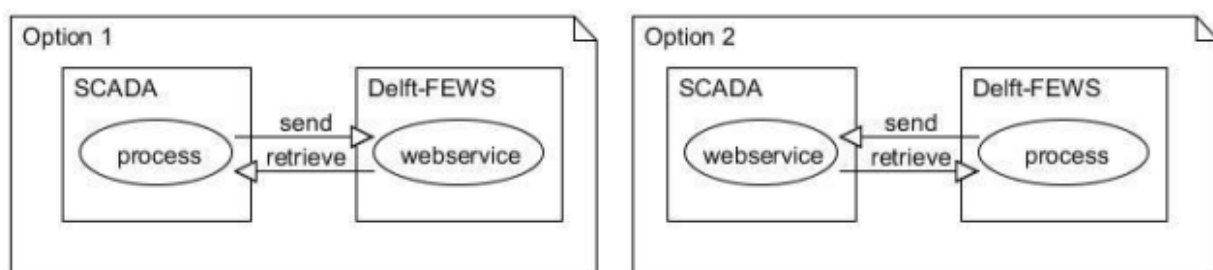 Option 1
SCADA
Delft-FEWS
process
send
retrieve
webservice
Option 2
SCADA
Delft-FEWS
webservice
send
retrieve
process